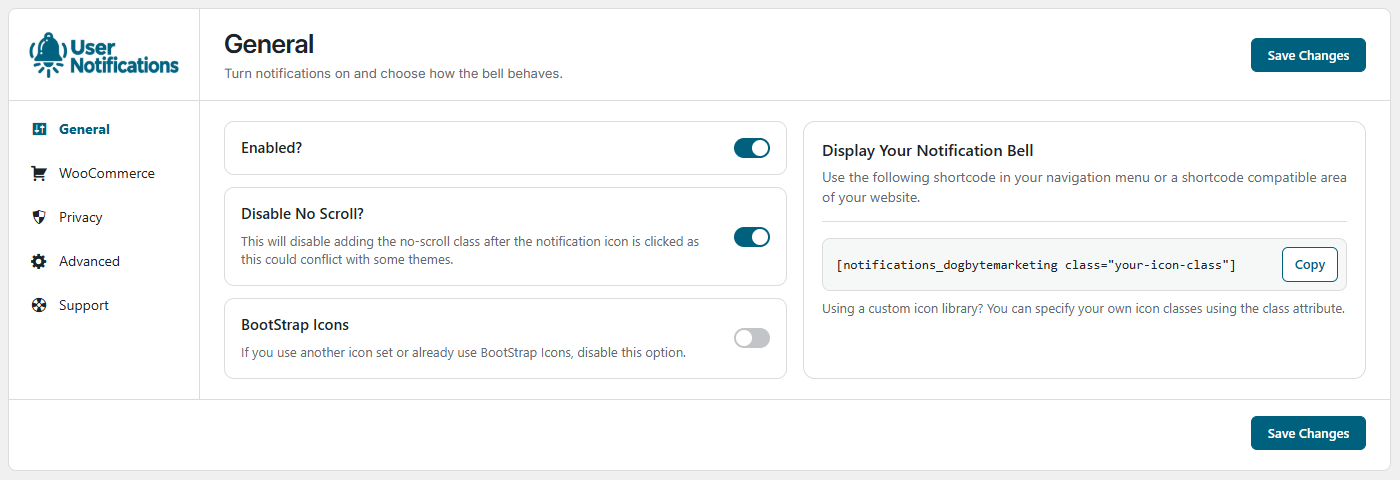 User
Notifications
General
Turn notifications on and choose how the bell behaves.
Save Changes
General
WooCommerce
Privacy
Advanced
Support
Enabled?
Disable No Scroll?
This will disable adding the no-scroll class after the notification icon is clicked as
this could conflict with some themes.
BootStrap Icons
If you use another icon set or already use BootStrap Icons, disable this option.
Display Your Notification Bell
Use the following shortcode in your navigation menu or a shortcode compatible area
of your website.
[notifications_dogbytemarketing class="your-icon-class"]
Copy
Using a custom icon library? You can specify your own icon classes using the class attribute.
Save Changes